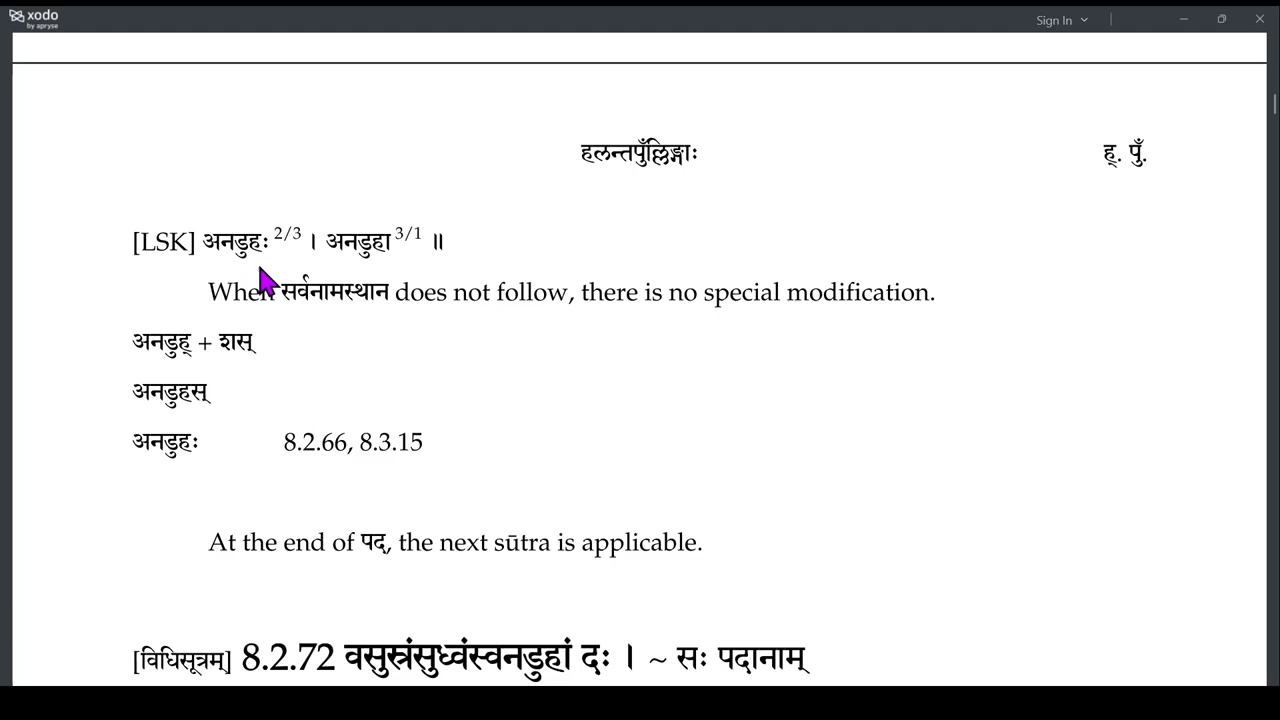 xodo
by apryse
Sign In
हलन्तपुँल्लिङ्गाः ह्. पुँ.
[LSK] अनडुहः 2/3 । अनडुहा 3/1 ॥
When सर्वनामस्थान does not follow, there is no special modification.
अनडुह् + शस्
अनडुहस्
अनडुहः 8.2.66, 8.3.15
At the end of पद, the next sūtra is applicable.
[विधिसूत्रम्] 8.2.72 वसुस्रंसुध्वंस्वनडुहां दः । ~ सः पदानाम्